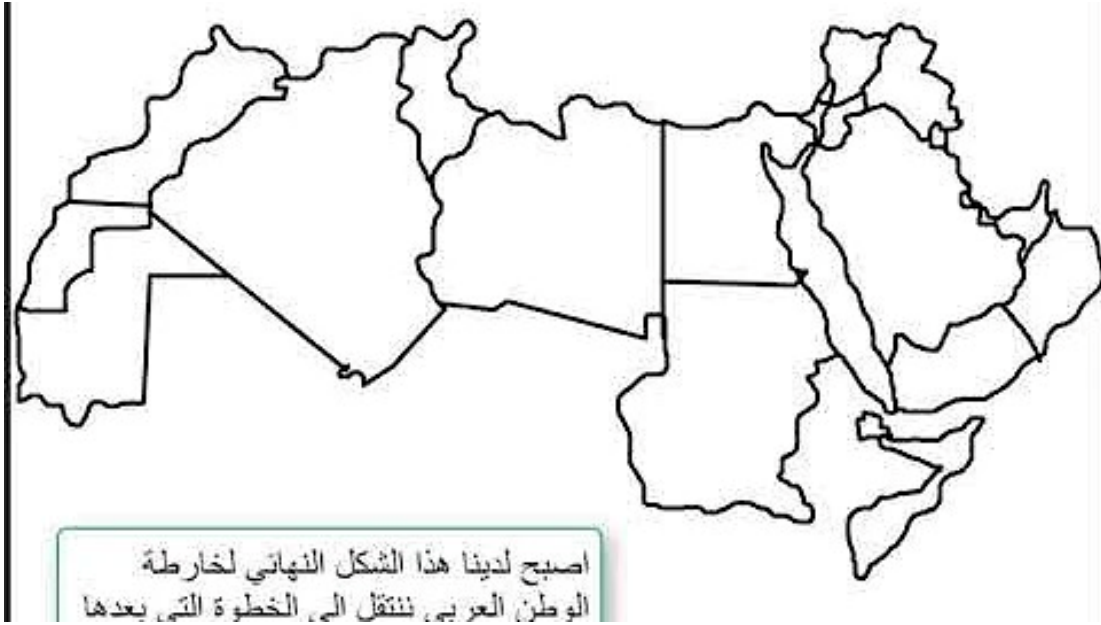 اصبح لدينا هذا الشكل النهائي لخارطة
الوطن العربي ننتقل الى الخطوة التي بعدها